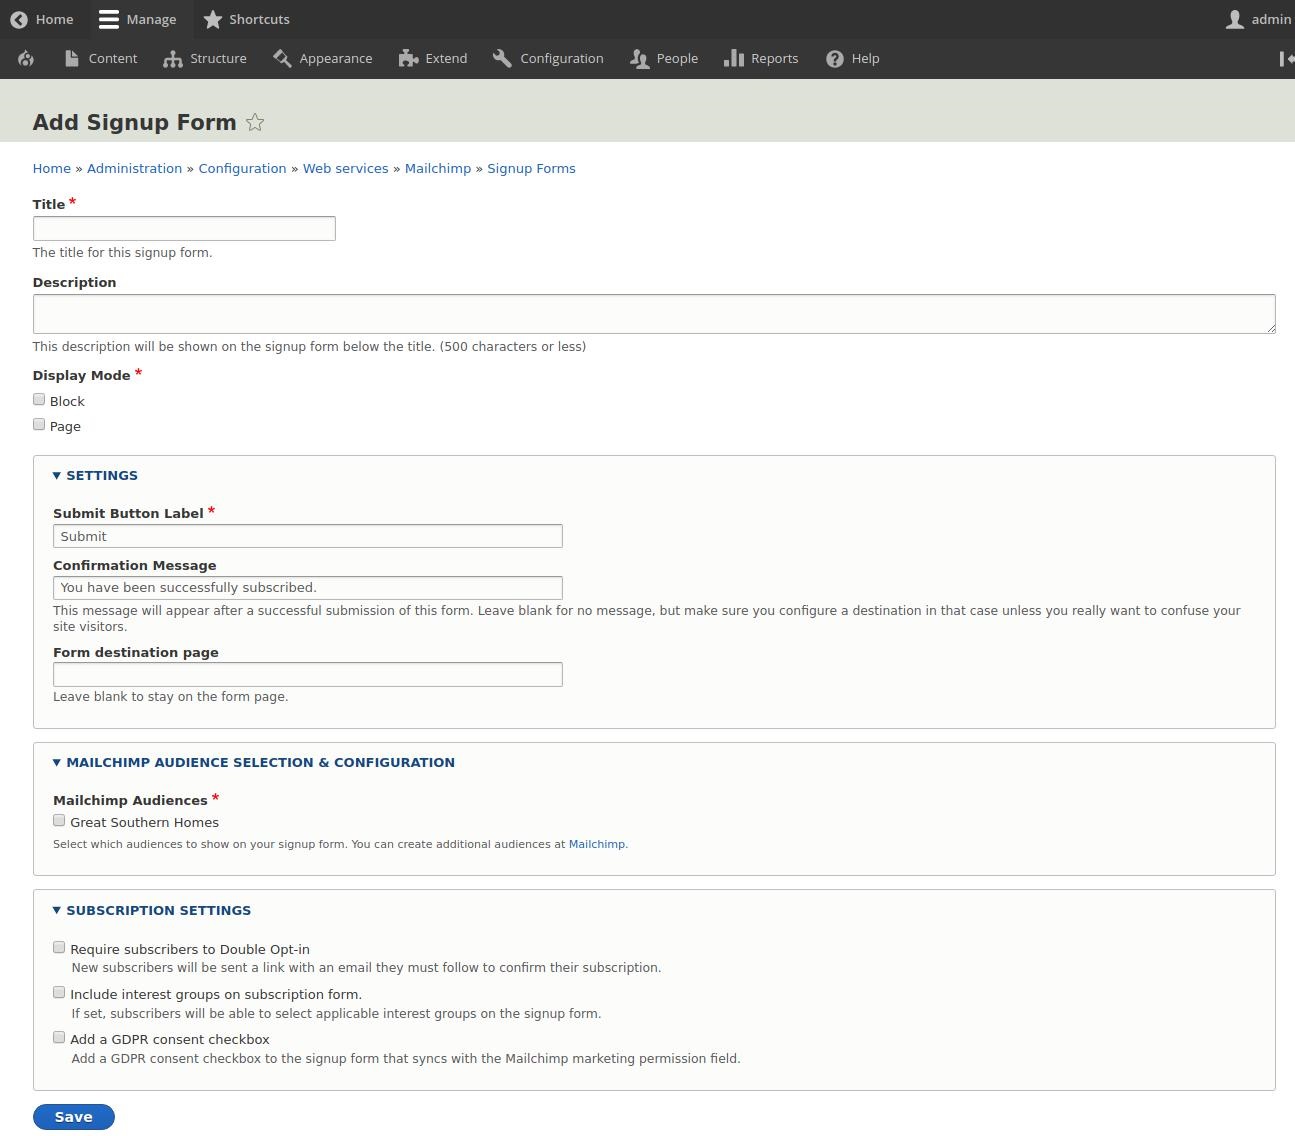 Home Manage Shortcuts admin
Content Structure Appearance Extend Configuration People Reports Help
Add Signup Form
Home » Administration » Configuration » Web services » Mailchimp » Signup Forms
Title *
The title for this signup form.
Description
This description will be shown on the signup form below the title. (500 characters or less)
Display Mode *
Block
Page
SETTINGS
Submit Button Label *
Submit
Confirmation Message
You have been successfully subscribed.
This message will appear after a successful submission of this form. Leave blank for no message, but make sure you configure a destination in that case unless you really want to confuse your
site visitors.
Form destination page
Leave blank to stay on the form page.
MAILCHIMP AUDIENCE SELECTION & CONFIGURATION
Mailchimp Audiences *
Great Southern Homes
Select which audiences to show on your signup form. You can create additional audiences at Mailchimp.
SUBSCRIPTION SETTINGS
Require subscribers to Double Opt-in
New subscribers will be sent a link with an email they must follow to confirm their subscription.
Include interest groups on subscription form.
If set, subscribers will be able to select applicable interest groups on the signup form.
Add a GDPR consent checkbox
Add a GDPR consent checkbox to the signup form that syncs with the Mailchimp marketing permission field.
Save